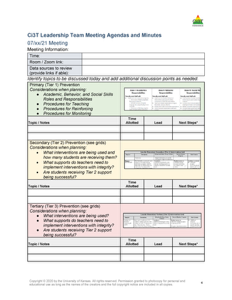 Ci3T Leadership Team Meeting Agendas and Minutes
07/xx/21 Meeting
Meeting Information:
Time
Room / Zoom link:
Data sources to review
(provide links if able):
Identify topics to be discussed today and add additional discussion points as needed.
Primary (Tier 1) Prevention
Considerations when planning:
● Academic, Behavior, and Social Skills
Roles and Responsibilities
● Procedures for Teaching
● Procedures for Reinforcing
● Procedures for Monitoring
Topic / Notes
Time
Allotted
Lead
Next Steps*
Secondary (Tier 2) Prevention (see grids)
Considerations when planning:
● What interventions are being used and
how many students are receiving them?
● What supports do teachers need to
implement interventions with integrity?
● Are students receiving Tier 2 support
being successful?
Topic / Notes
Time
Allotted
Lead
Next Steps*
Tertiary (Tier 3) Prevention (see grids)
Considerations when planning:
● What interventions are being used?
● What supports do teachers need to
implement interventions with integrity?
● Are students receiving Tier 3 support
being successful?
Topic / Notes
Time
Allotted
Lead
Next Steps*